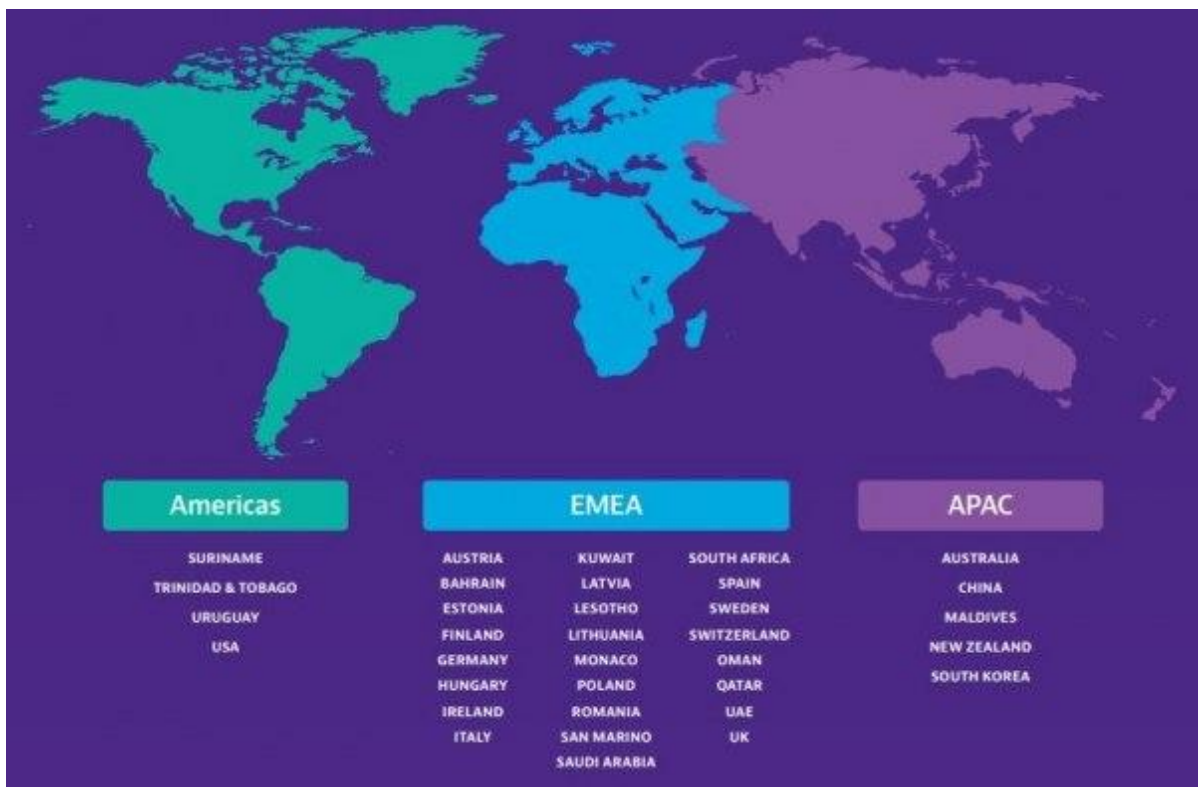 Americas
SURINAME
TRINIDAD & TOBAGO
URUGUAY
USA
EMEA
AUSTRIA
BAHRAIN
ESTONIA
FINLAND
GERMANY
HUNGARY
IRELAND
ITALY
KUWAIT
LATVIA
LESOTHO
LITHUANIA
MONACO
POLAND
ROMANIA
SAN MARINO
SAUDI ARABIA
SOUTH AFRICA
SPAIN
SWEDEN
SWITZERLAND
OMAN
QATAR
UAE
UK
APAC
AUSTRALIA
CHINA
MALDIVES
NEW ZEALAND
SOUTH KOREA